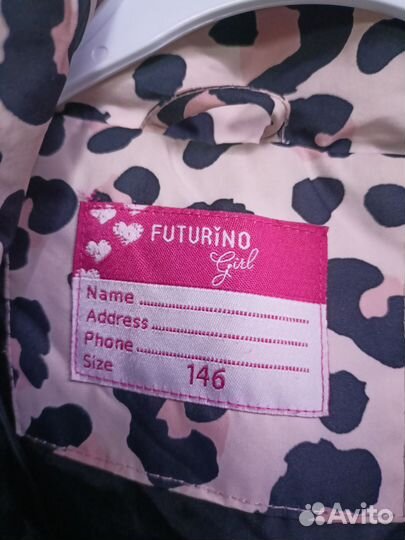 FUTURINO
Girl
Name
Address
Phone
Size 146
Avito